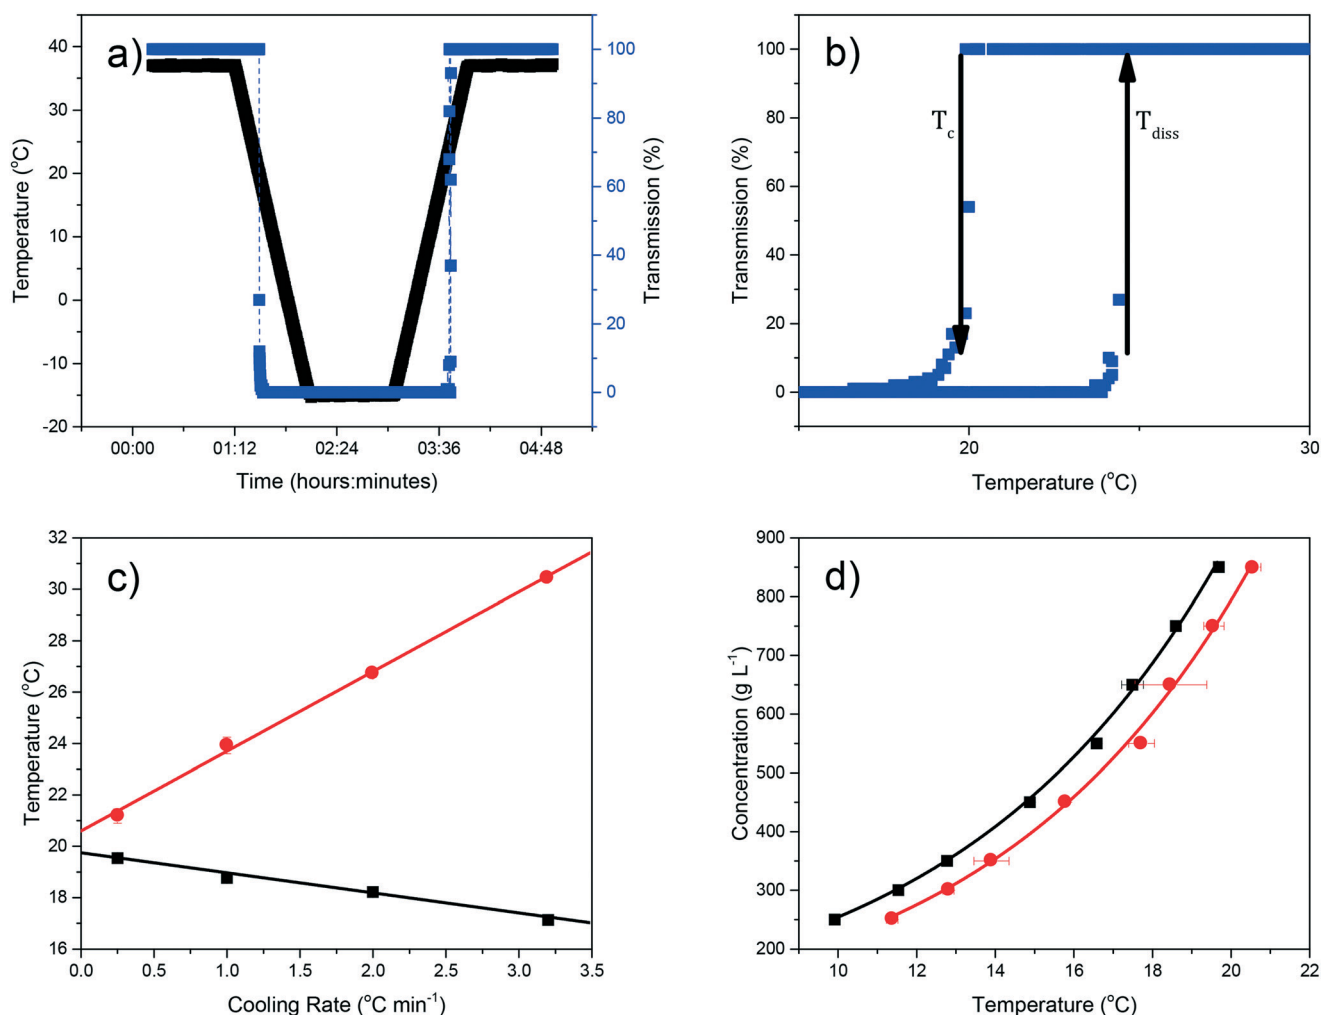 a)
40
30
20
10
0
-10
-20
Temperature (°C)
100
80
60
40
20
0
Transmission (%)
00:00 01:12 02:24 03:36 04:48
Time (hours:minutes)
b)
100
80
60
40
20
0
Transmission (%)
Tc
Tdiss
20 30
Temperature (°C)
c)
32
30
28
26
24
22
20
18
16
Temperature (°C)
0.0 0.5 1.0 1.5 2.0 2.5 3.0 3.5
Cooling Rate (°C min⁻¹)
d)
900
800
700
600
500
400
300
200
Concentration (g L⁻¹)
10 12 14 16 18 20 22
Temperature (°C)